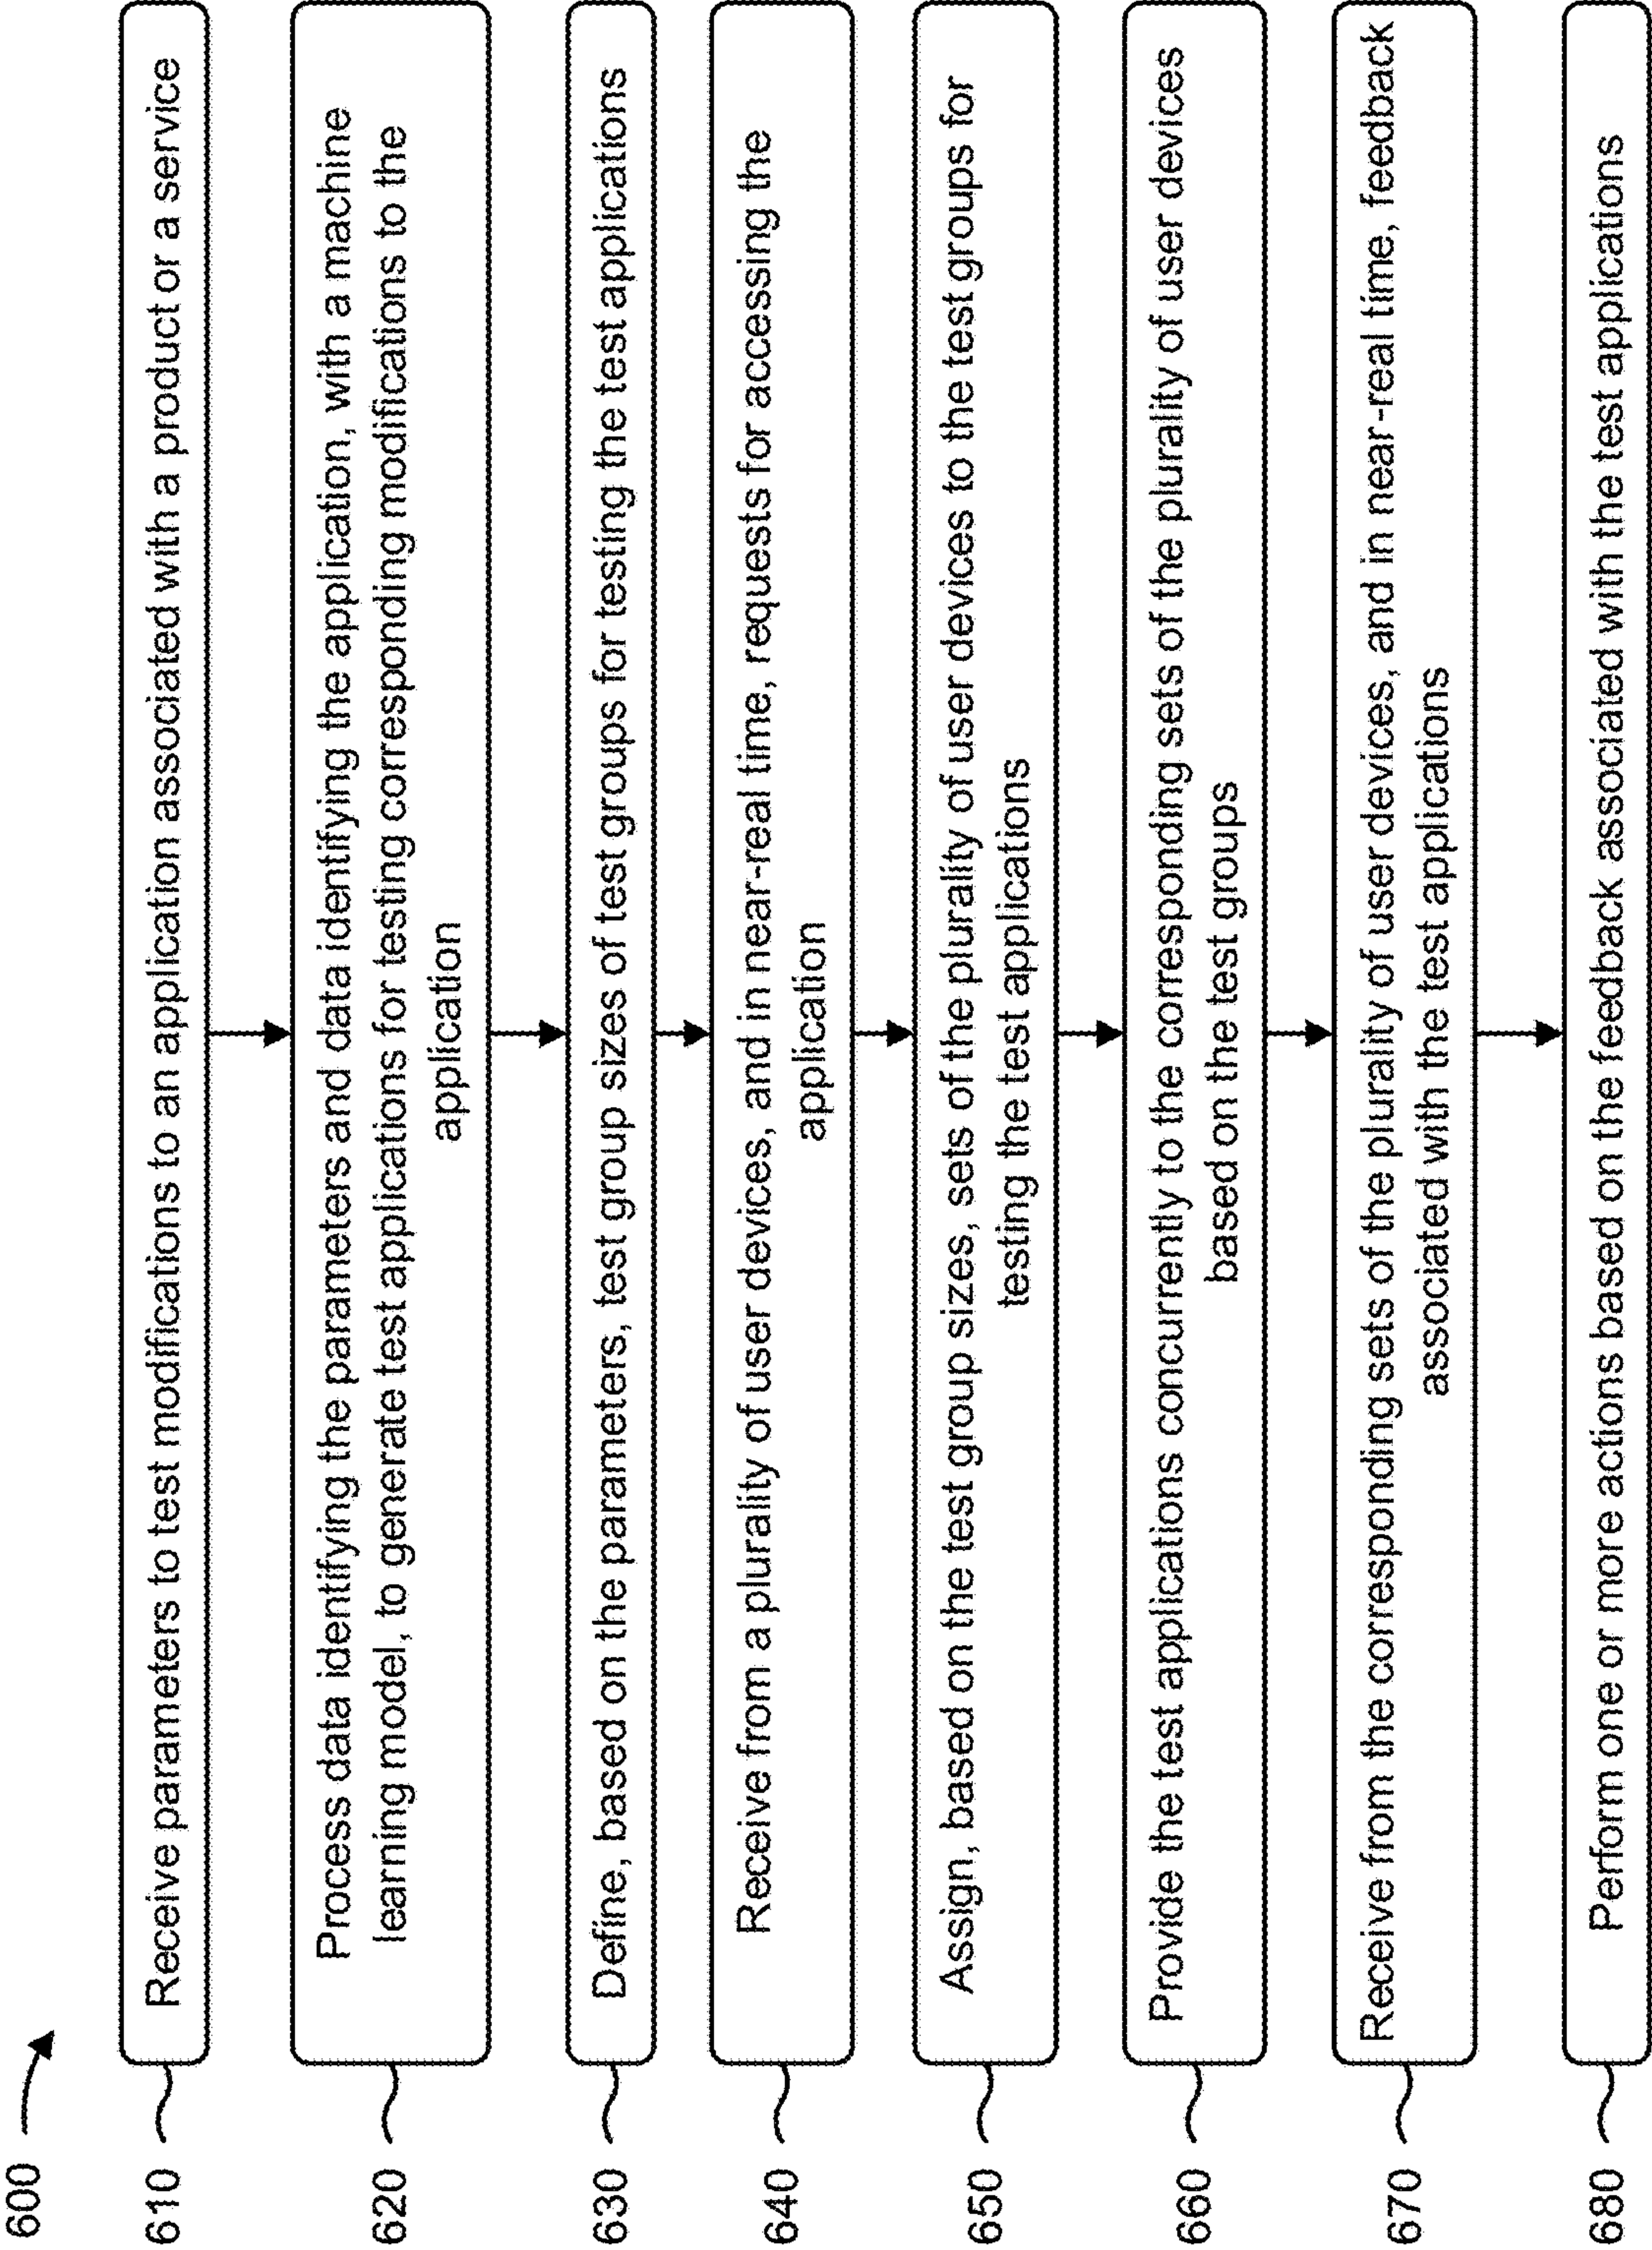 600
610
Receive parameters to test modifications to an application associated with a product or a service
620
Process data identifying the parameters and data identifying the application, with a machine
learning model, to generate test applications for testing corresponding modifications to the
application
630
Define, based on the parameters, test group sizes of test groups for testing the test applications
640
Receive from a plurality of user devices, and in near-real time, requests for accessing the
application
650
Assign, based on the test group sizes, sets of the plurality of user devices to the test groups for
testing the test applications
660
Provide the test applications concurrently to the corresponding sets of the plurality of user devices
based on the test groups
670
Receive from the corresponding sets of the plurality of user devices, and in near-real time, feedback
associated with the test applications
680
Perform one or more actions based on the feedback associated with the test applications